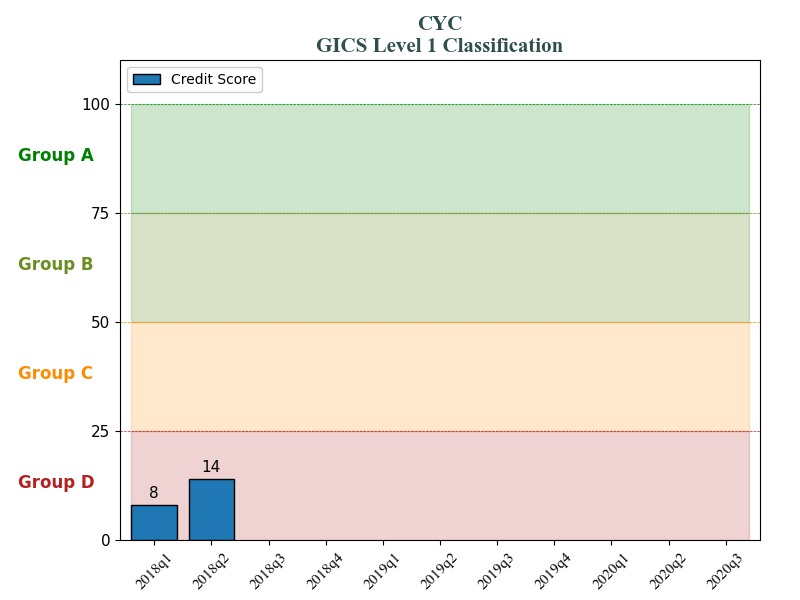 CYC
GICS Level 1 Classification
Credit Score
100
Group A
75
Group B
50
Group C
25
Group D
14
8
0
2018q1 2018q2 2018q3 2018q4 2019q1 2019q2 2019q3 2019q4 2020q1 2020q2 2020q3